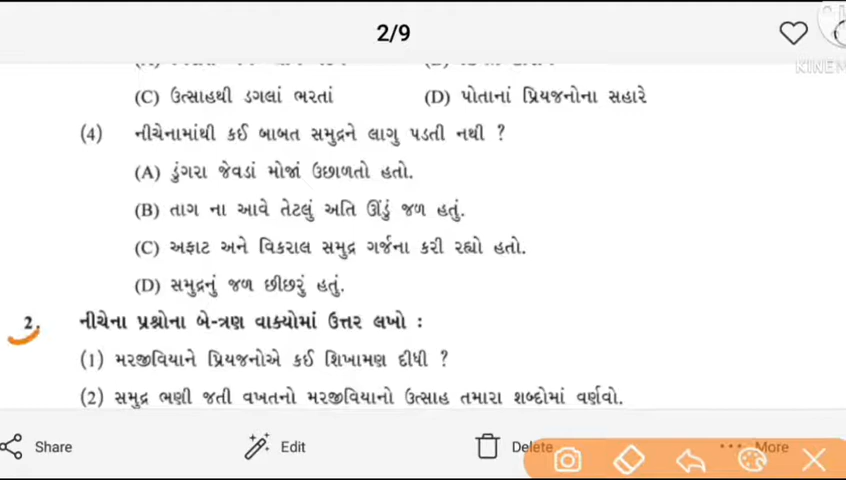 2/9
KINEM
(C) ઉત્સાહથી ડગલાં ભરતાં (D) પોતાનાં પ્રિયજનોના સહારે
(4) નીચેનામાંથી કઈ બાબત સમુદ્રને લાગુ પડતી નથી ?
(A) ડુંગરા જેવડાં મોજાં ઉછાળતો હતો.
(B) તાગ ના આવે તેટલું અતિ ઊંડું જળ હતું.
(C) અફાટ અને વિકરાલ સમુદ્ર ગર્જના કરી રહ્યો હતો.
(D) સમુદ્રનું જળ છીછરું હતું.
2. નીચેના પ્રશ્નોના બે-ત્રણ વાક્યોમાં ઉત્તર લખો :
(1) મરજીવિયાને પ્રિયજનોએ કઈ શિખામણ દીધી ?
(2) સમુદ્ર ભણી જતી વખતનો મરજીવિયાનો ઉત્સાહ તમારા શબ્દોમાં વર્ણવો.
Share Edit Delete More